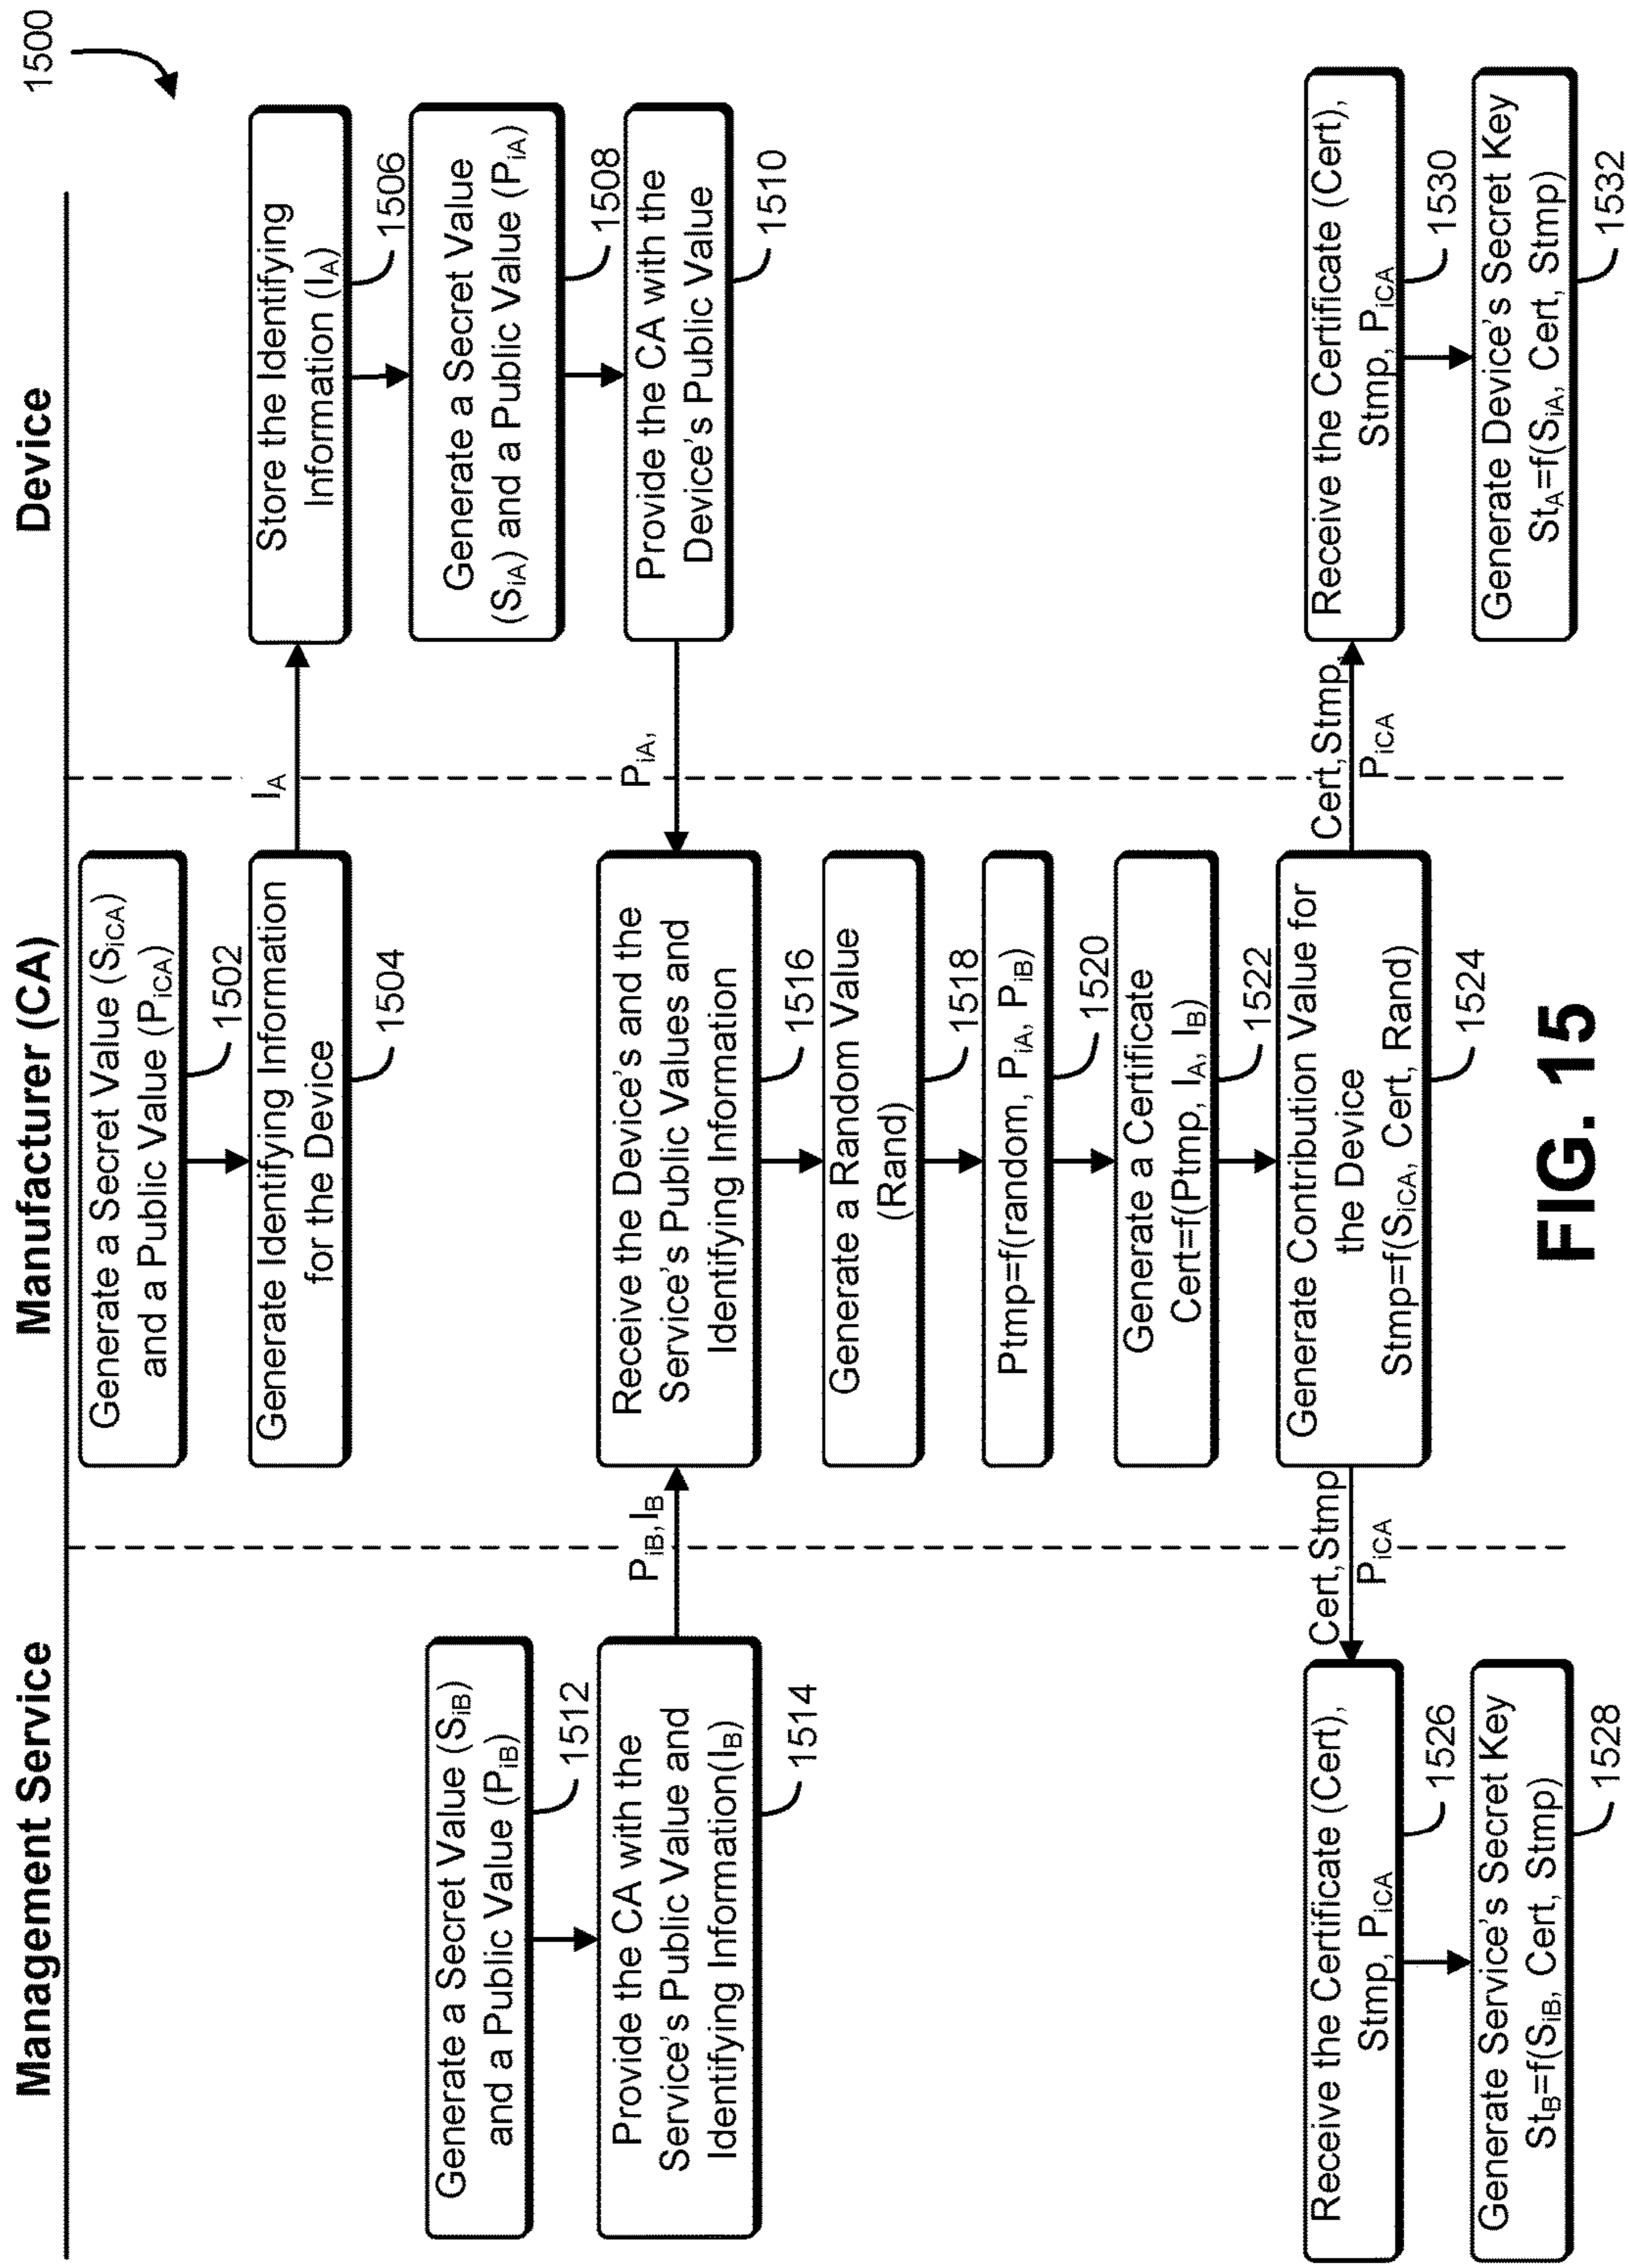 1500
Management Service
Manufacturer (CA)
Device
Generate a Secret Value (SiCA)
and a Public Value (PiCA)
1502
Generate Identifying Information
for the Device
1504
IA
Store the Identifying
Information (IA)
1506
Generate a Secret Value
(SiA) and a Public Value (PiA)
1508
Provide the CA with the
Device's Public Value
1510
PiA,
Generate a Secret Value (SiB)
and a Public Value (PiB)
1512
Provide the CA with the
Service's Public Value and
Identifying Information(IB)
1514
PiB,IB
Receive the Device's and the
Service's Public Values and
Identifying Information
1516
Generate a Random Value
(Rand)
1518
Ptmp=f(random, PiA, PiB)
1520
Generate a Certificate
Cert=f(Ptmp, IA, IB)
1522
Generate Contribution Value for
the Device
Stmp=f(SiCA, Cert, Rand)
1524
Cert,Stmp
PiCA
Receive the Certificate (Cert),
Stmp, PiCA
1526
Generate Service's Secret Key
StB=f(SiB, Cert, Stmp)
1528
Cert,Stmp,
PiCA
Receive the Certificate (Cert),
Stmp, PiCA
1530
Generate Device's Secret Key
StA=f(SiA, Cert, Stmp)
1532
FIG. 15